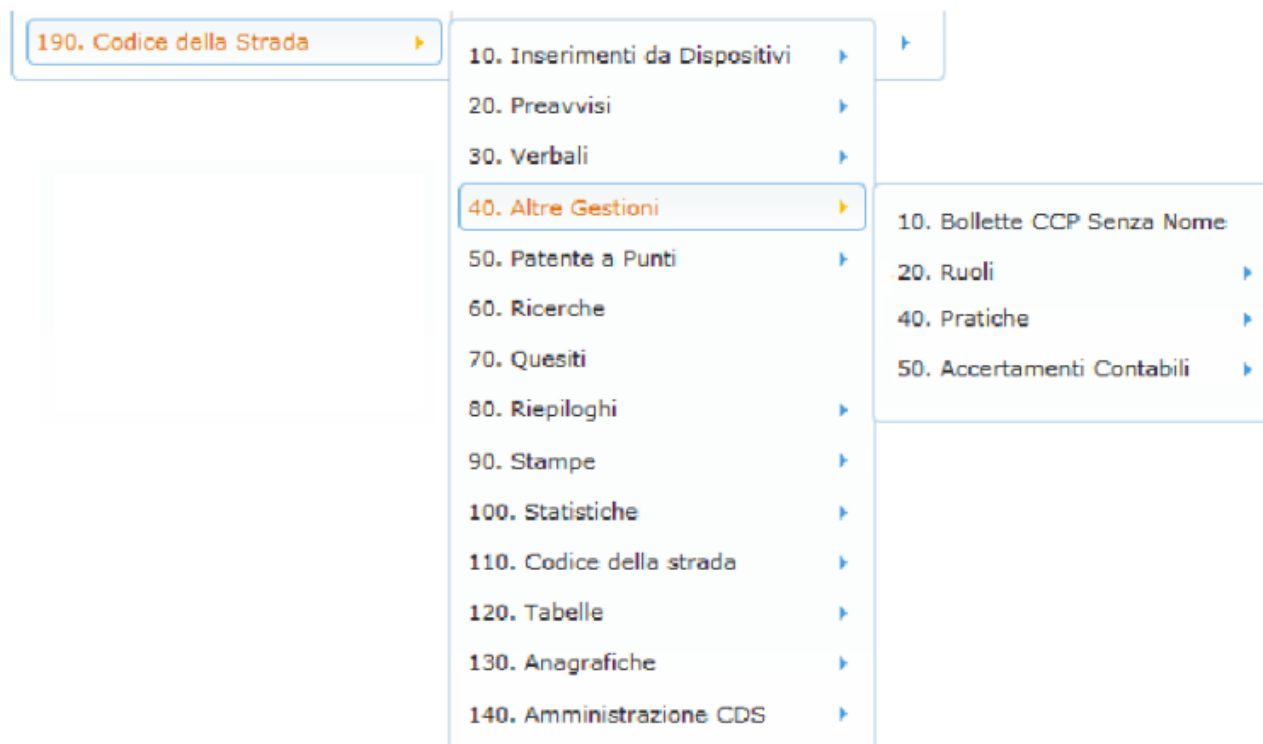 190. Codice della Strada
10. Inserimenti da Dispositivi
20. Preavvisi
30. Verbali
40. Altre Gestioni
50. Patente a Punti
60. Ricerche
70. Quesiti
80. Riepiloghi
90. Stampe
100. Statistiche
110. Codice della strada
120. Tabelle
130. Anagrafiche
140. Amministrazione CDS
10. Bollette CCP Senza Nome
20. Ruoli
40. Pratiche
50. Accertamenti Contabili